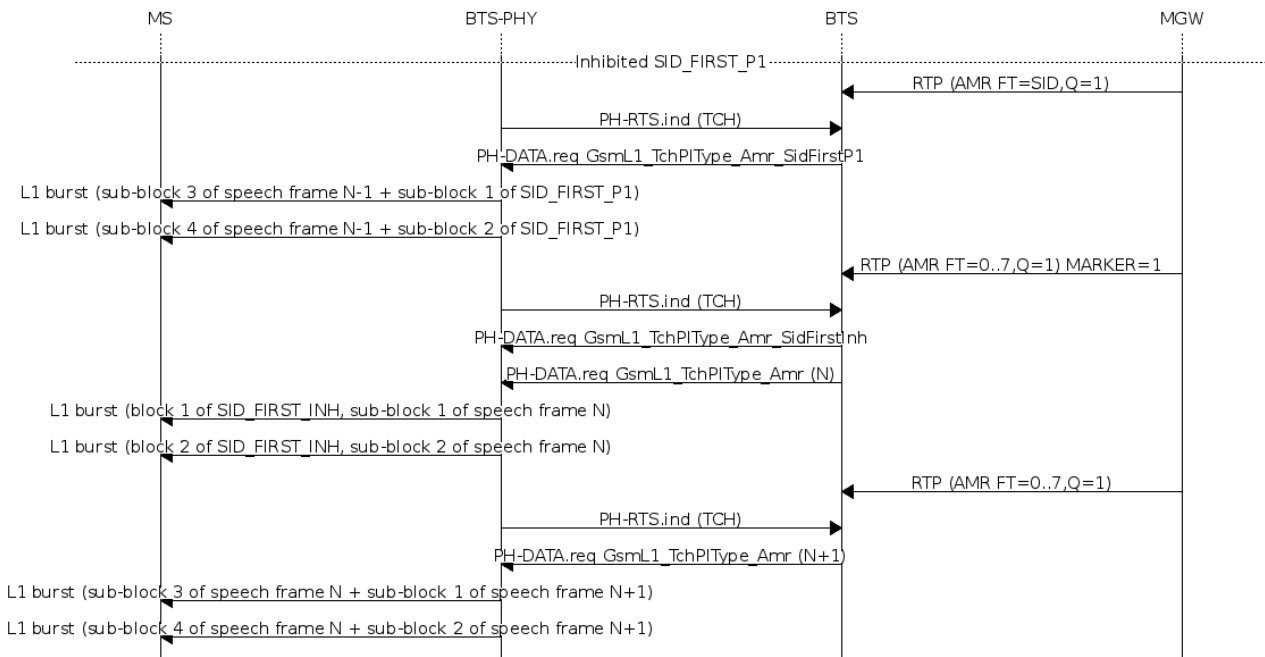 MS BTS-PHY BTS MGW
Inhibited SID_FIRST_P1
RTP (AMR FT=SID,Q=1)
PH-RTS.ind (TCH)
PH-DATA.req GsmL1_TchPlType_Amr_SidFirstP1
L1 burst (sub-block 3 of speech frame N-1 + sub-block 1 of SID_FIRST_P1)
L1 burst (sub-block 4 of speech frame N-1 + sub-block 2 of SID_FIRST_P1)
RTP (AMR FT=0..7,Q=1) MARKER=1
PH-RTS.ind (TCH)
PH-DATA.req GsmL1_TchPlType_Amr_SidFirstInh
PH-DATA.req GsmL1_TchPlType_Amr (N)
L1 burst (block 1 of SID_FIRST_INH, sub-block 1 of speech frame N)
L1 burst (block 2 of SID_FIRST_INH, sub-block 2 of speech frame N)
RTP (AMR FT=0..7,Q=1)
PH-RTS.ind (TCH)
PH-DATA.req GsmL1_TchPlType_Amr (N+1)
L1 burst (sub-block 3 of speech frame N + sub-block 1 of speech frame N+1)
L1 burst (sub-block 4 of speech frame N + sub-block 2 of speech frame N+1)